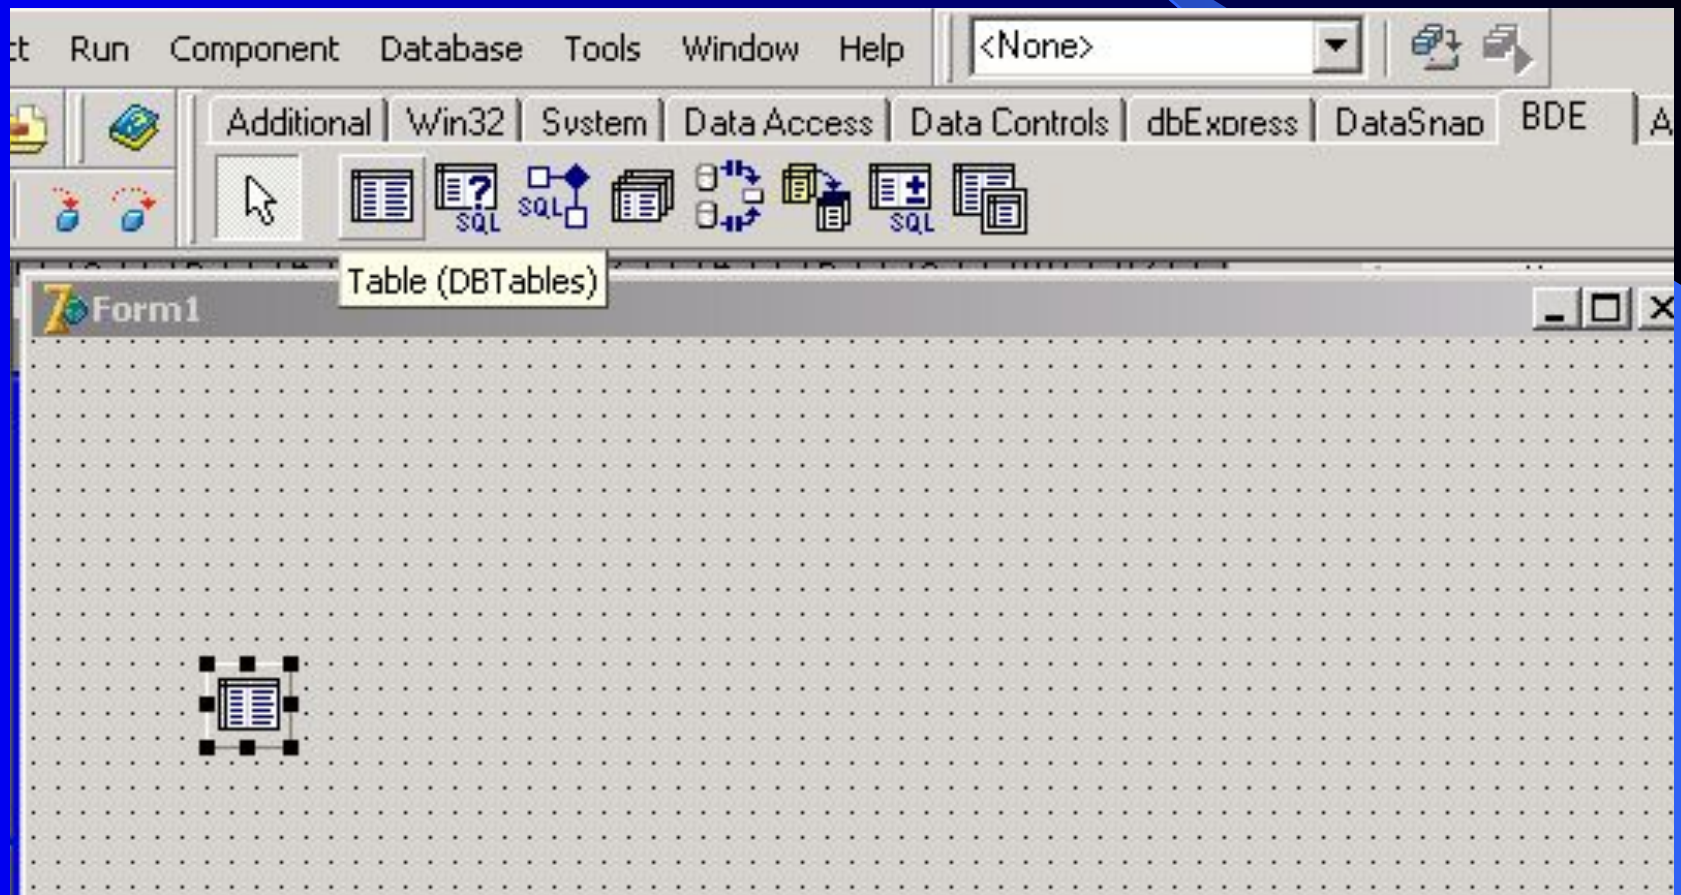 Run Component Database Tools Window Help <None>
Additional Win32 System Data Access Data Controls dbExpress DataSnap BDE A
SQL SQL SQL
Table (DBTables)
7 Form1